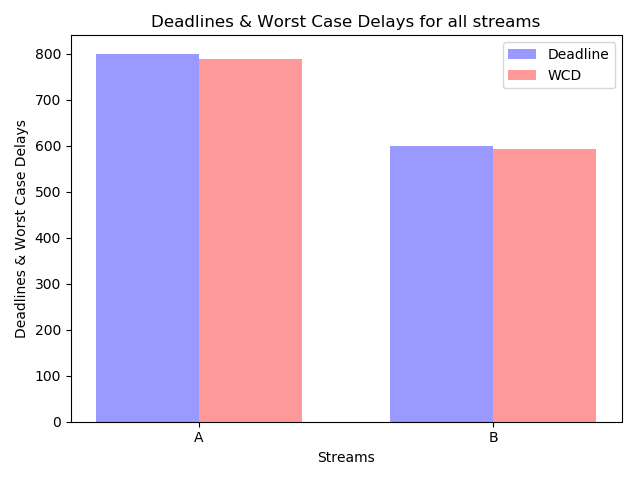 Deadlines & Worst Case Delays for all streams
Deadline
WCD
Deadlines & Worst Case Delays
800
700
600
500
400
300
200
100
0
A
B
Streams